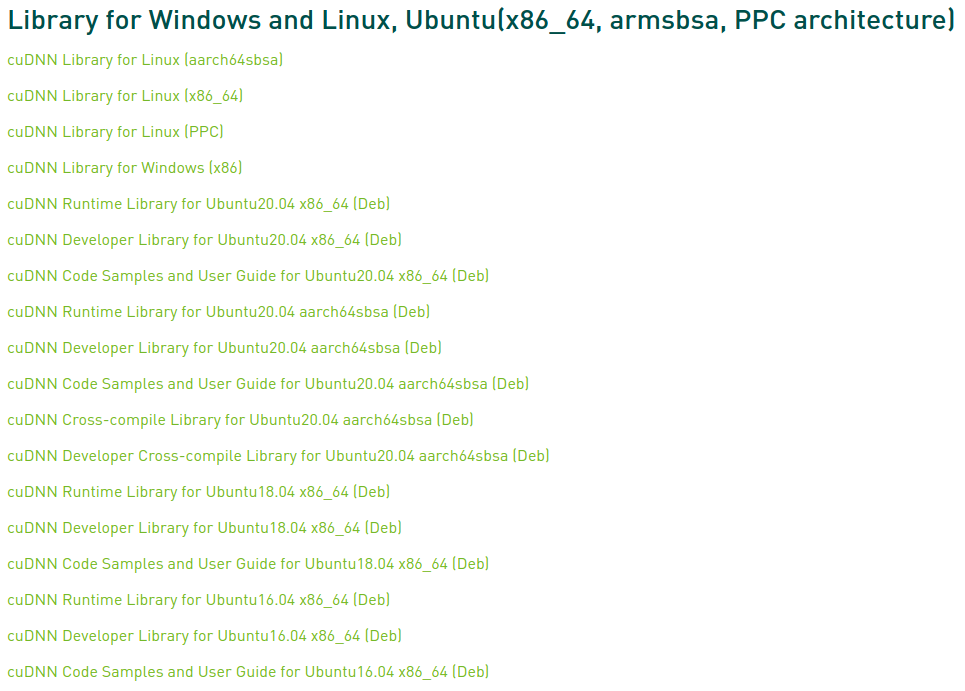 Library for Windows and Linux, Ubuntu(x86_64, armsbsa, PPC architecture)
cuDNN Library for Linux (aarch64sbsa)
cuDNN Library for Linux (x86_64)
cuDNN Library for Linux (PPC)
cuDNN Library for Windows (x86)
cuDNN Runtime Library for Ubuntu20.04 x86_64 (Deb)
cuDNN Developer Library for Ubuntu20.04 x86_64 (Deb)
cuDNN Code Samples and User Guide for Ubuntu20.04 x86_64 (Deb)
cuDNN Runtime Library for Ubuntu20.04 aarch64sbsa (Deb)
cuDNN Developer Library for Ubuntu20.04 aarch64sbsa (Deb)
cuDNN Code Samples and User Guide for Ubuntu20.04 aarch64sbsa (Deb)
cuDNN Cross-compile Library for Ubuntu20.04 aarch64sbsa (Deb)
cuDNN Developer Cross-compile Library for Ubuntu20.04 aarch64sbsa (Deb)
cuDNN Runtime Library for Ubuntu18.04 x86_64 (Deb)
cuDNN Developer Library for Ubuntu18.04 x86_64 (Deb)
cuDNN Code Samples and User Guide for Ubuntu18.04 x86_64 (Deb)
cuDNN Runtime Library for Ubuntu16.04 x86_64 (Deb)
cuDNN Developer Library for Ubuntu16.04 x86_64 (Deb)
cuDNN Code Samples and User Guide for Ubuntu16.04 x86_64 (Deb)